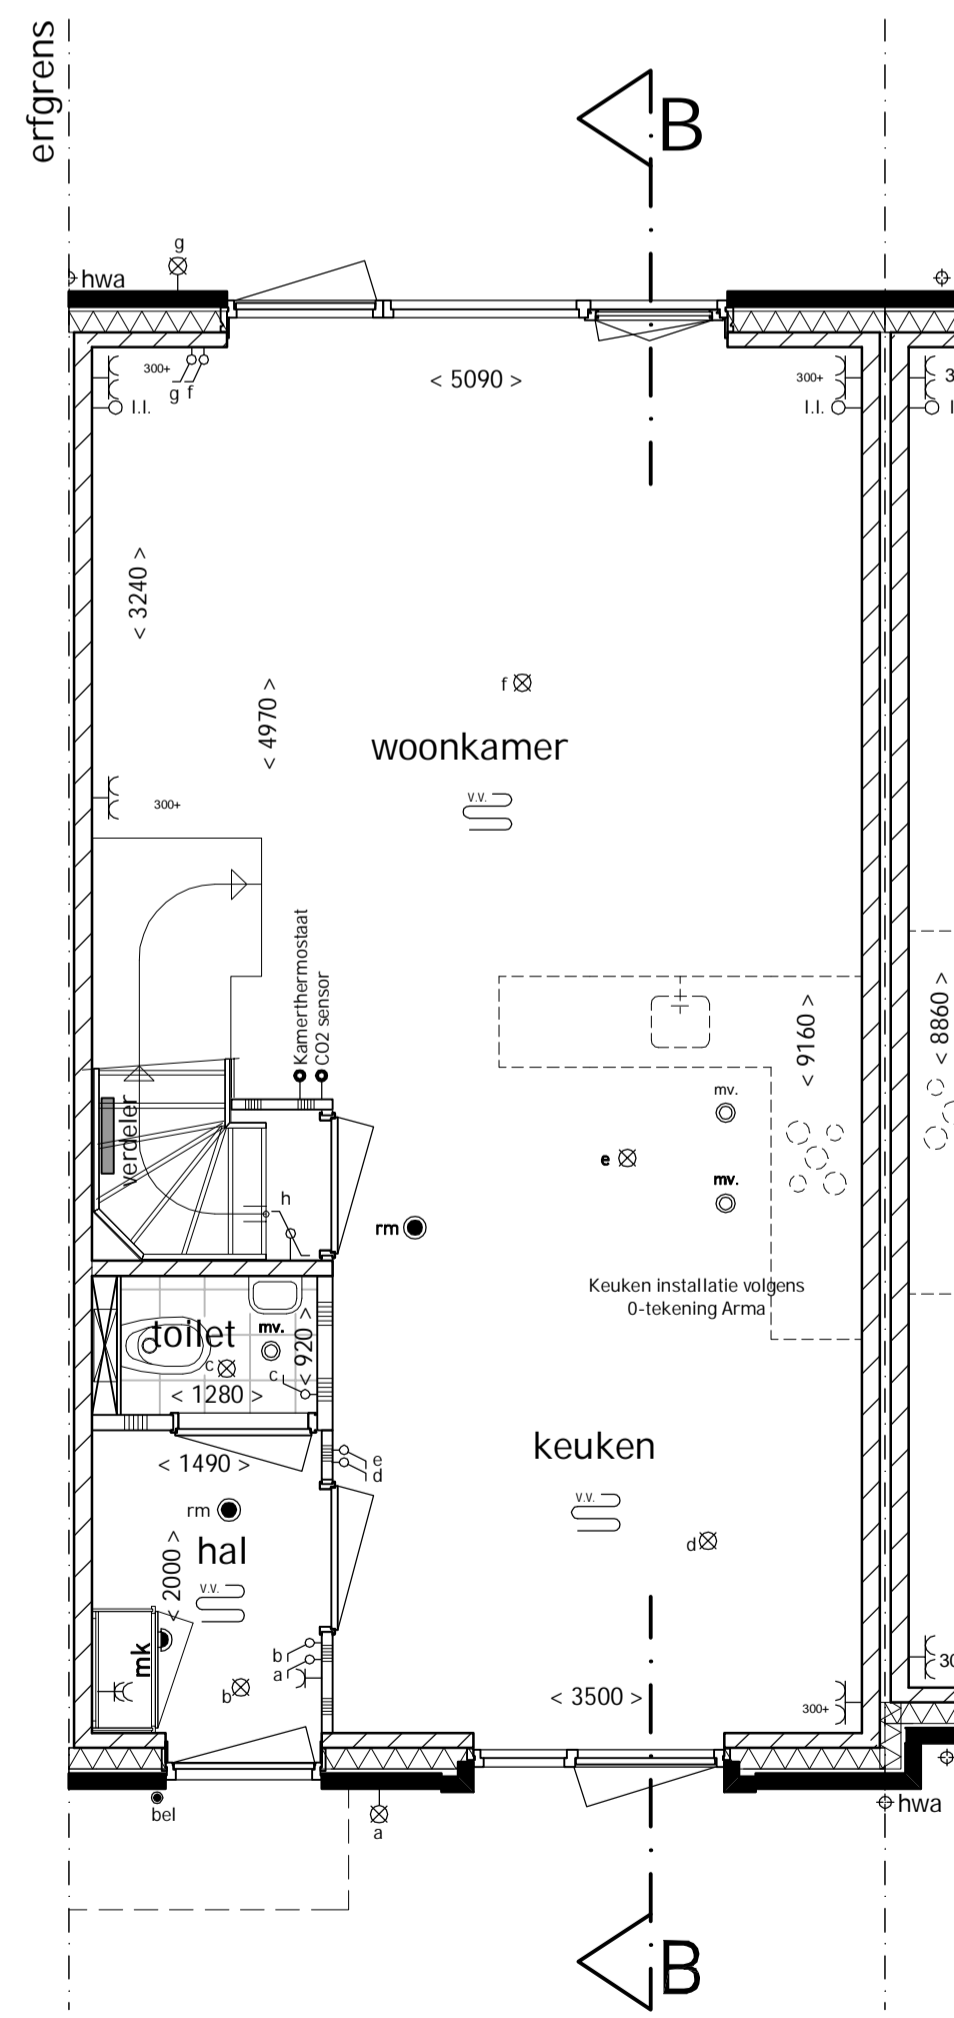 erfgrens
B
g
hwa
300+
g f
l.l.
< 5090 >
300+
l.l.
3
l
< 3240 >
f
< 4970 >
woonkamer
v.v.
300+
Kamerthermostaat
CO2 sensor
< 9160 >
< 8860 >
mv.
verdeler
e
mv.
h
rm
Keuken installatie volgens
0-tekening Arma
toilet
mv.
c
c
< 920 >
< 1280 >
keuken
e
d
< 1490 >
v.v.
rm
d
hal
< 2000 >
v.v.
mk
b
a
b
< 3500 >
300+
30
bel
a
hwa
B